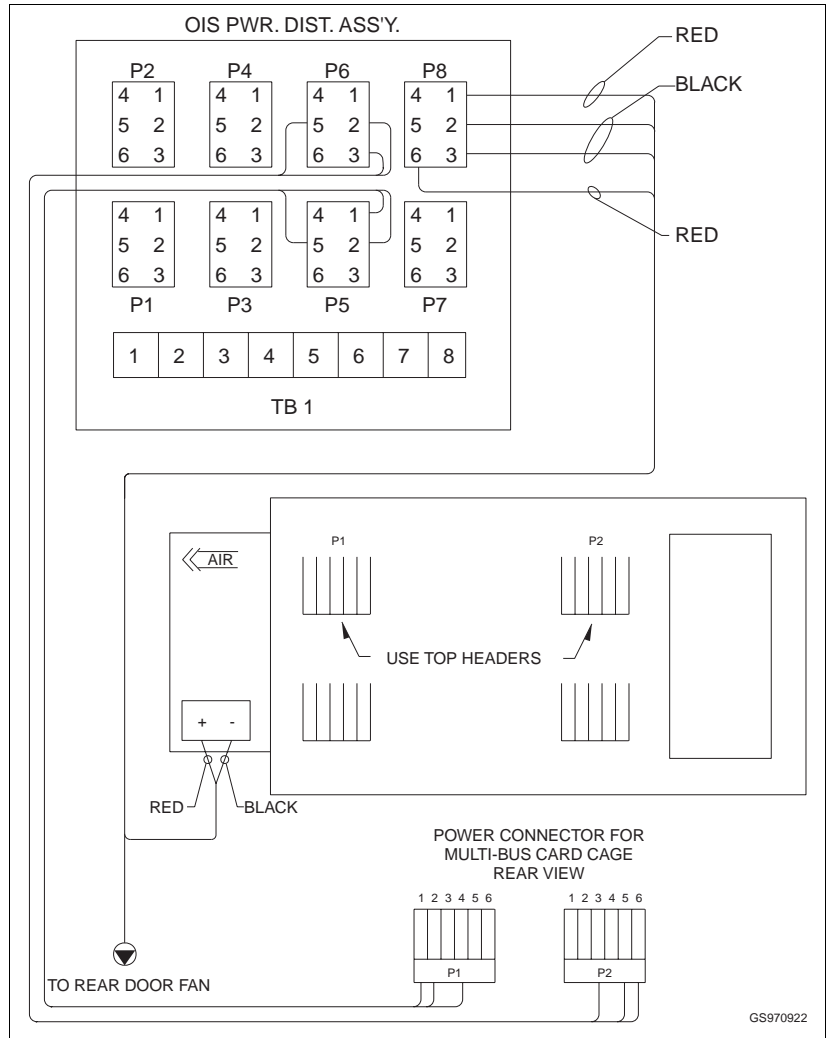 OIS PWR. DIST. ASS'Y.
RED
BLACK
P2 P4 P6 P8
4 1 4 1 4 1 4 1
5 2 5 2 5 2 5 2
6 3 6 3 6 3 6 3
RED
4 1 4 1 4 1 4 1
5 2 5 2 5 2 5 2
6 3 6 3 6 3 6 3
P1 P3 P5 P7
1 2 3 4 5 6 7 8
TB 1
P1 P2
AIR
USE TOP HEADERS
+ -
RED BLACK
POWER CONNECTOR FOR
MULTI-BUS CARD CAGE
REAR VIEW
1 2 3 4 5 6 1 2 3 4 5 6
P1 P2
TO REAR DOOR FAN
GS970922